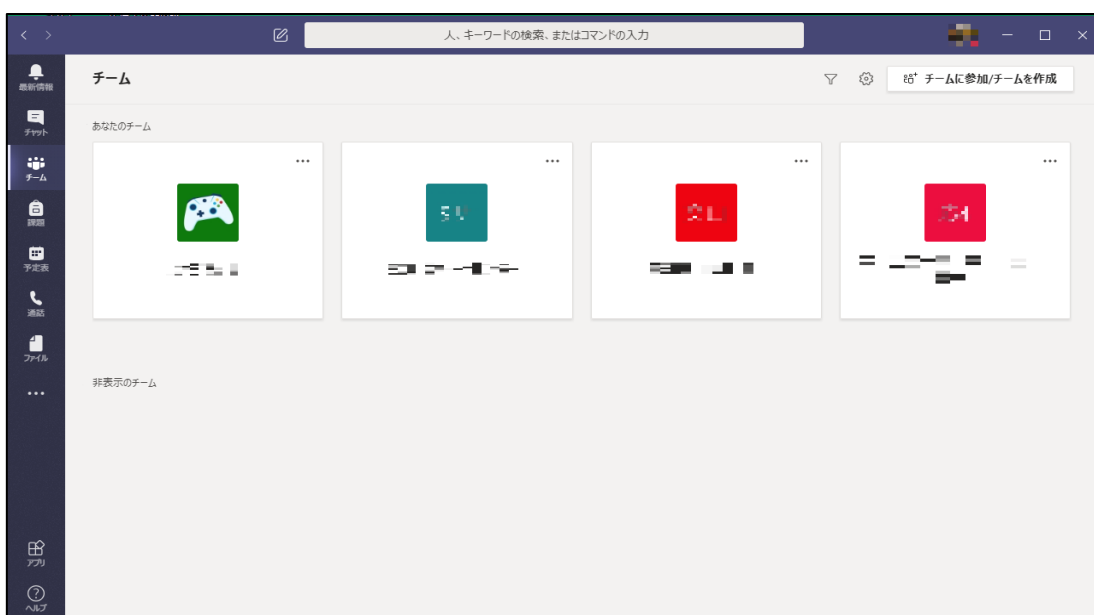 人、キーワードの検索、またはコマンドの入力
最新情報
チャット
チーム
課題
予定表
通話
ファイル
アプリ
ヘルプ
チーム
チームに参加/チームを作成
あなたのチーム
非表示のチーム